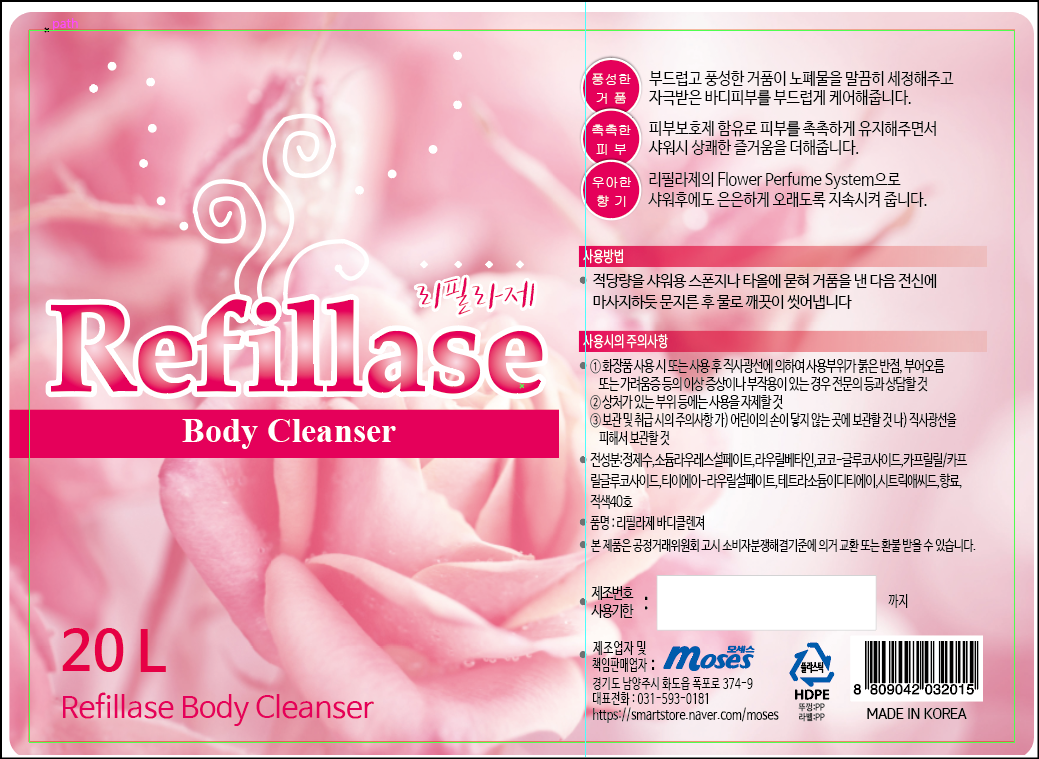 path
리필라제
Refillase
Body Cleanser
20 L
Refillase Body Cleanser
풍성한
거 품
부드럽고 풍성한 거품이 노폐물을 말끔히 세정해주고
자극받은 바디피부를 부드럽게 케어해줍니다.
촉촉한
피 부
피부보호제 함유로 피부를 촉촉하게 유지해주면서
샤워시 상쾌한 즐거움을 더해줍니다.
우아한
향 기
리필라제의 Flower Perfume System으로
샤워후에도 은은하게 오래도록 지속시켜 줍니다.
사용방법
적당량을 샤워용 스폰지나 타올에 묻혀 거품을 낸 다음 전신에
마사지하듯 문지른 후 물로 깨끗이 씻어냅니다
사용시의 주의사항
① 화장품 사용 시 또는 사용 후 직사광선에 의하여 사용부위가 붉은 반점, 부어오름
또는 가려움증 등의 이상 증상이나 부작용이 있는 경우 전문의 등과 상담할 것
② 상처가 있는 부위 등에는 사용을 자제할 것
③ 보관 및 취급 시의 주의사항 가) 어린이의 손이 닿지 않는 곳에 보관할 것 나) 직사광선을
피해서 보관할 것
전성분:정제수,소듐라우레스설페이트,라우릴베타인,코코-글루코사이드,카프릴릴/카프
릴글루코사이드,티이에이-라우릴설페이트,테트라소듐이디티에이,시트릭애씨드,향료,
적색40호
품명 : 리필라제 바디클렌져
본 제품은 공정거래위원회 고시 소비자분쟁해결기준에 의거 교환 또는 환불 받을 수 있습니다.
제조번호
사용기한 :
까지
제조업자 및
책임판매업자 :
모세스
moses
경기도 남양주시 화도읍 폭포로 374-9
대표전화 : 031-593-0181
https://smartstore.naver.com/moses
플라스틱
HDPE
뚜껑:PP
라벨:PP
8 809042 032015
MADE IN KOREA